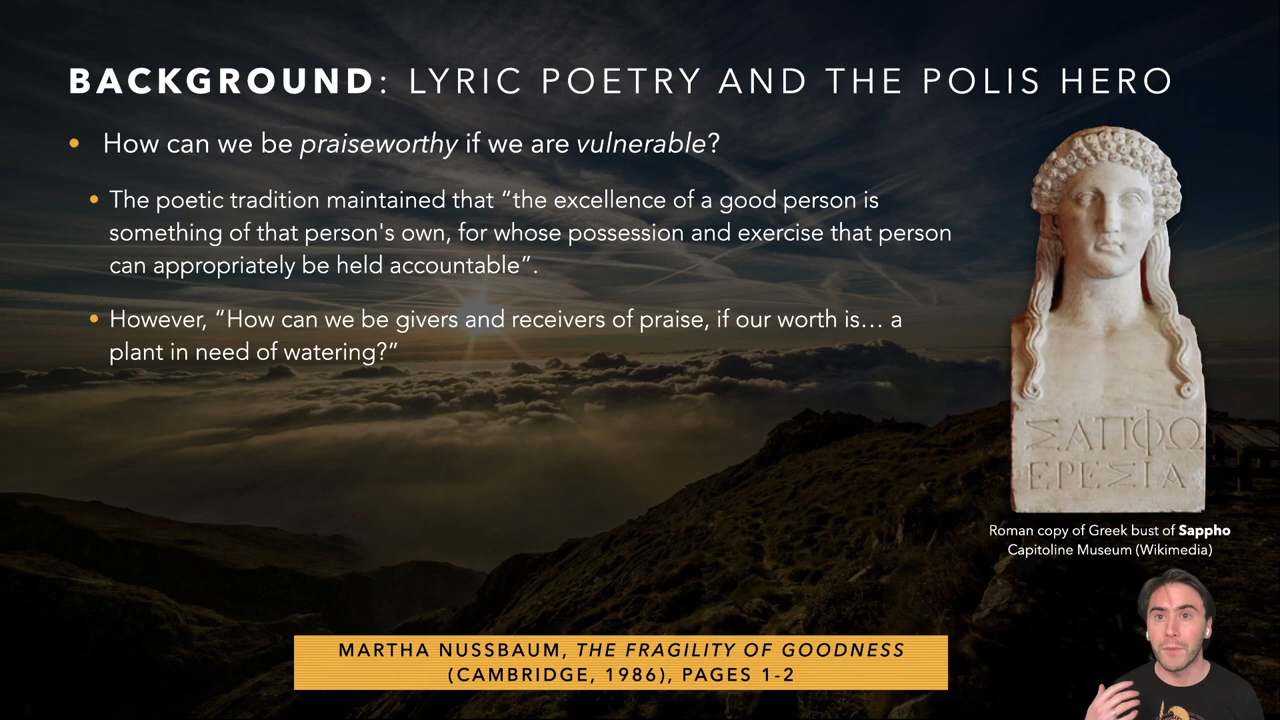 BACKGROUND: LYRIC POETRY AND THE POLIS HERO
• How can we be praiseworthy if we are vulnerable?
• The poetic tradition maintained that “the excellence of a good person is
something of that person's own, for whose possession and exercise that person
can appropriately be held accountable”.
• However, “How can we be givers and receivers of praise, if our worth is… a
plant in need of watering?”
ΣΑΠΦΩ
ΕΡΕΣΙΑ
Roman copy of Greek bust of Sappho
Capitoline Museum (Wikimedia)
MARTHA NUSSBAUM, THE FRAGILITY OF GOODNESS
(CAMBRIDGE, 1986), PAGES 1-2